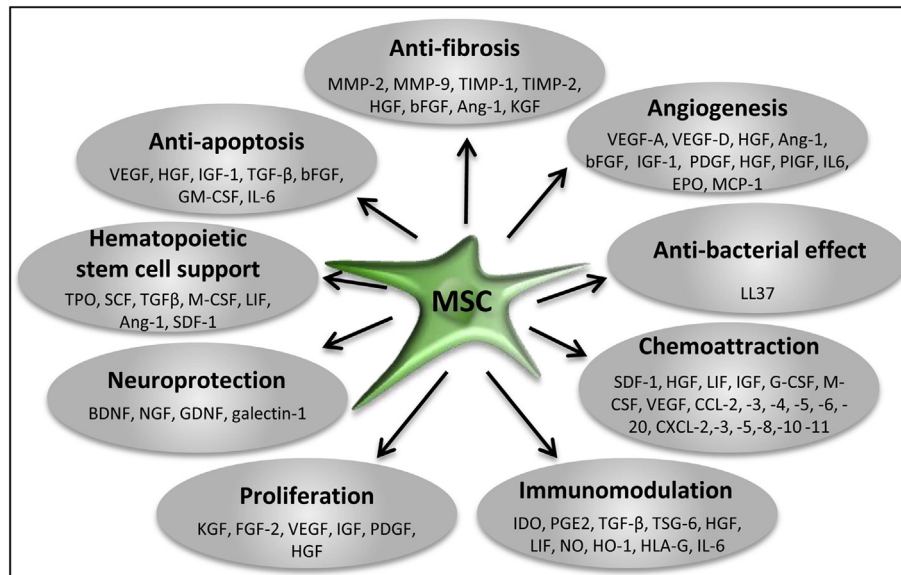 Anti-fibrosis
MMP-2, MMP-9, TIMP-1, TIMP-2,
HGF, bFGF, Ang-1, KGF
Angiogenesis
VEGF-A, VEGF-D, HGF, Ang-1,
bFGF, IGF-1, PDGF, HGF, PIGF, IL6,
EPO, MCP-1
Anti-apoptosis
VEGF, HGF, IGF-1, TGF-β, bFGF,
GM-CSF, IL-6
Anti-bacterial effect
LL37
Hematopoietic
stem cell support
TPO, SCF, TGFβ, M-CSF, LIF,
Ang-1, SDF-1
MSC
Chemoattraction
SDF-1, HGF, LIF, IGF, G-CSF, M-
CSF, VEGF, CCL-2, -3, -4, -5, -6, -
20, CXCL-2,-3, -5,-8,-10 -11
Neuroprotection
BDNF, NGF, GDNF, galectin-1
Proliferation
KGF, FGF-2, VEGF, IGF, PDGF,
HGF
Immunomodulation
IDO, PGE2, TGF-β, TSG-6, HGF,
LIF, NO, HO-1, HLA-G, IL-6